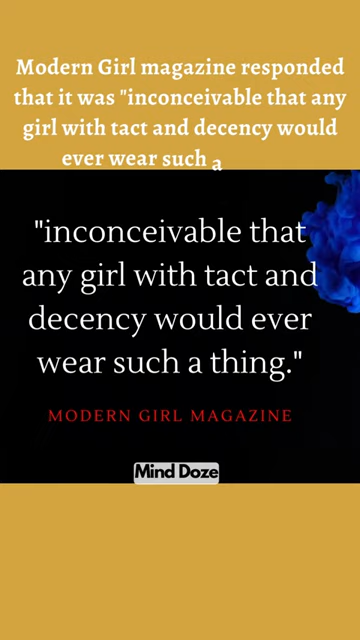 Modern Girl magazine responded
that it was "inconceivable that any
girl with tact and decency would
ever wear such a
"inconceivable that
any girl with tact and
decency would ever
wear such a thing."
MODERN GIRL MAGAZINE
Mind Doze